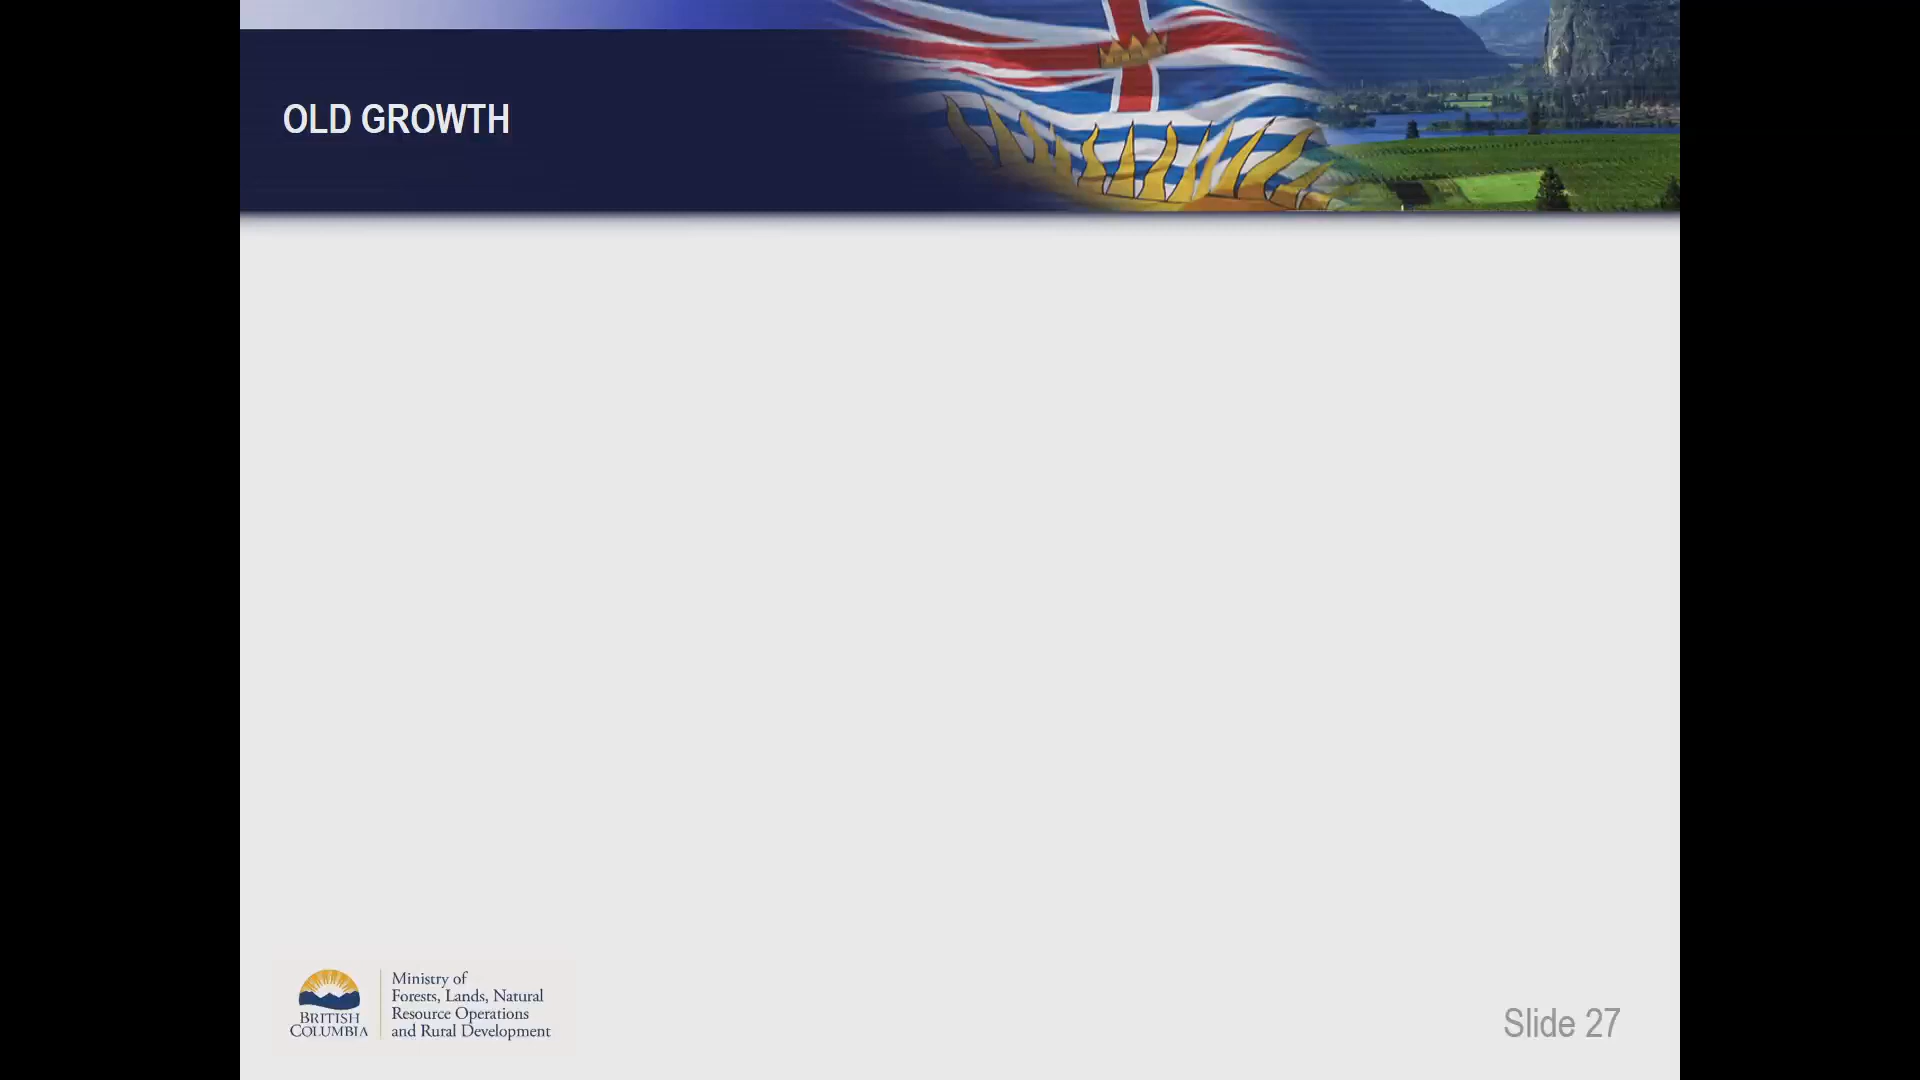 OLD GROWTH
BRITISH
COLUMBIA
Ministry of
Forests, Lands, Natural
Resource Operations
and Rural Development
Slide 27